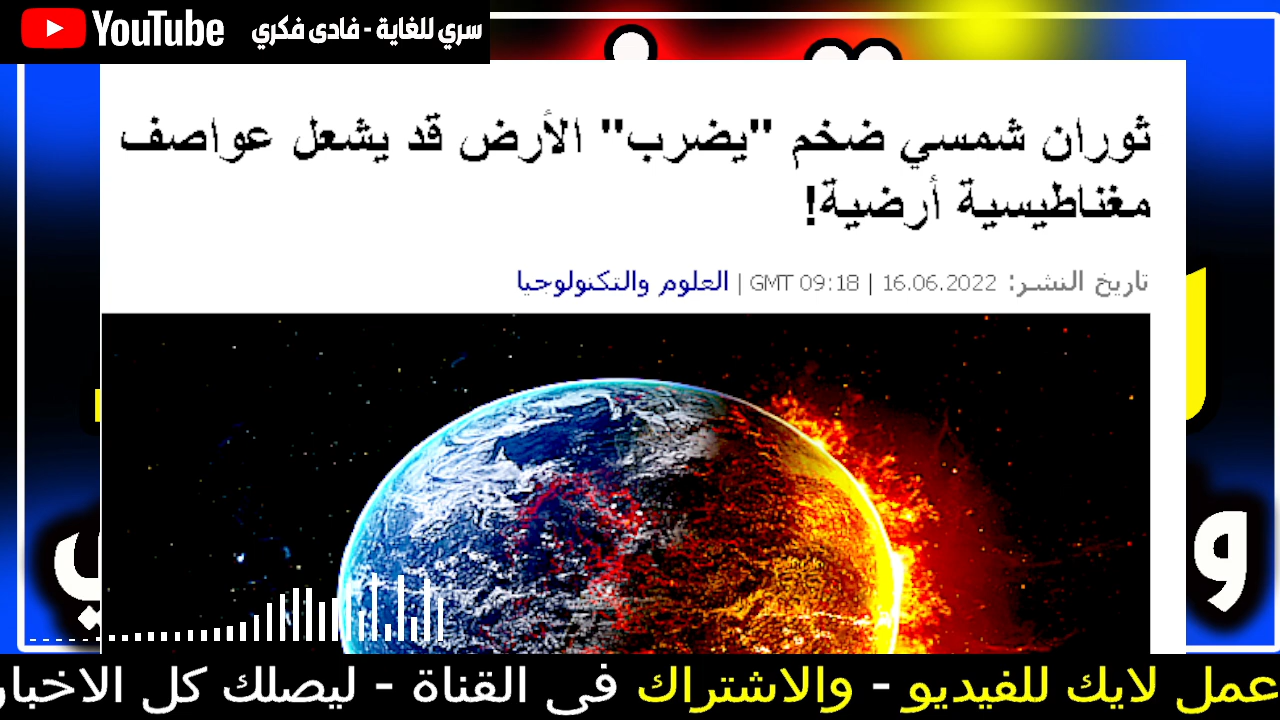 YouTube سري للغاية - فادى فكري
ثوران شمسي ضخم "يضرب" الأرض قد يشعل عواصف
مغناطيسية أرضية!
تاريخ النشر: 16.06.2022 | 09:18 GMT | العلوم والتكنولوجيا
عمل لايك للفيديو - والاشتراك فى القناة - ليصلك كل الاخبار